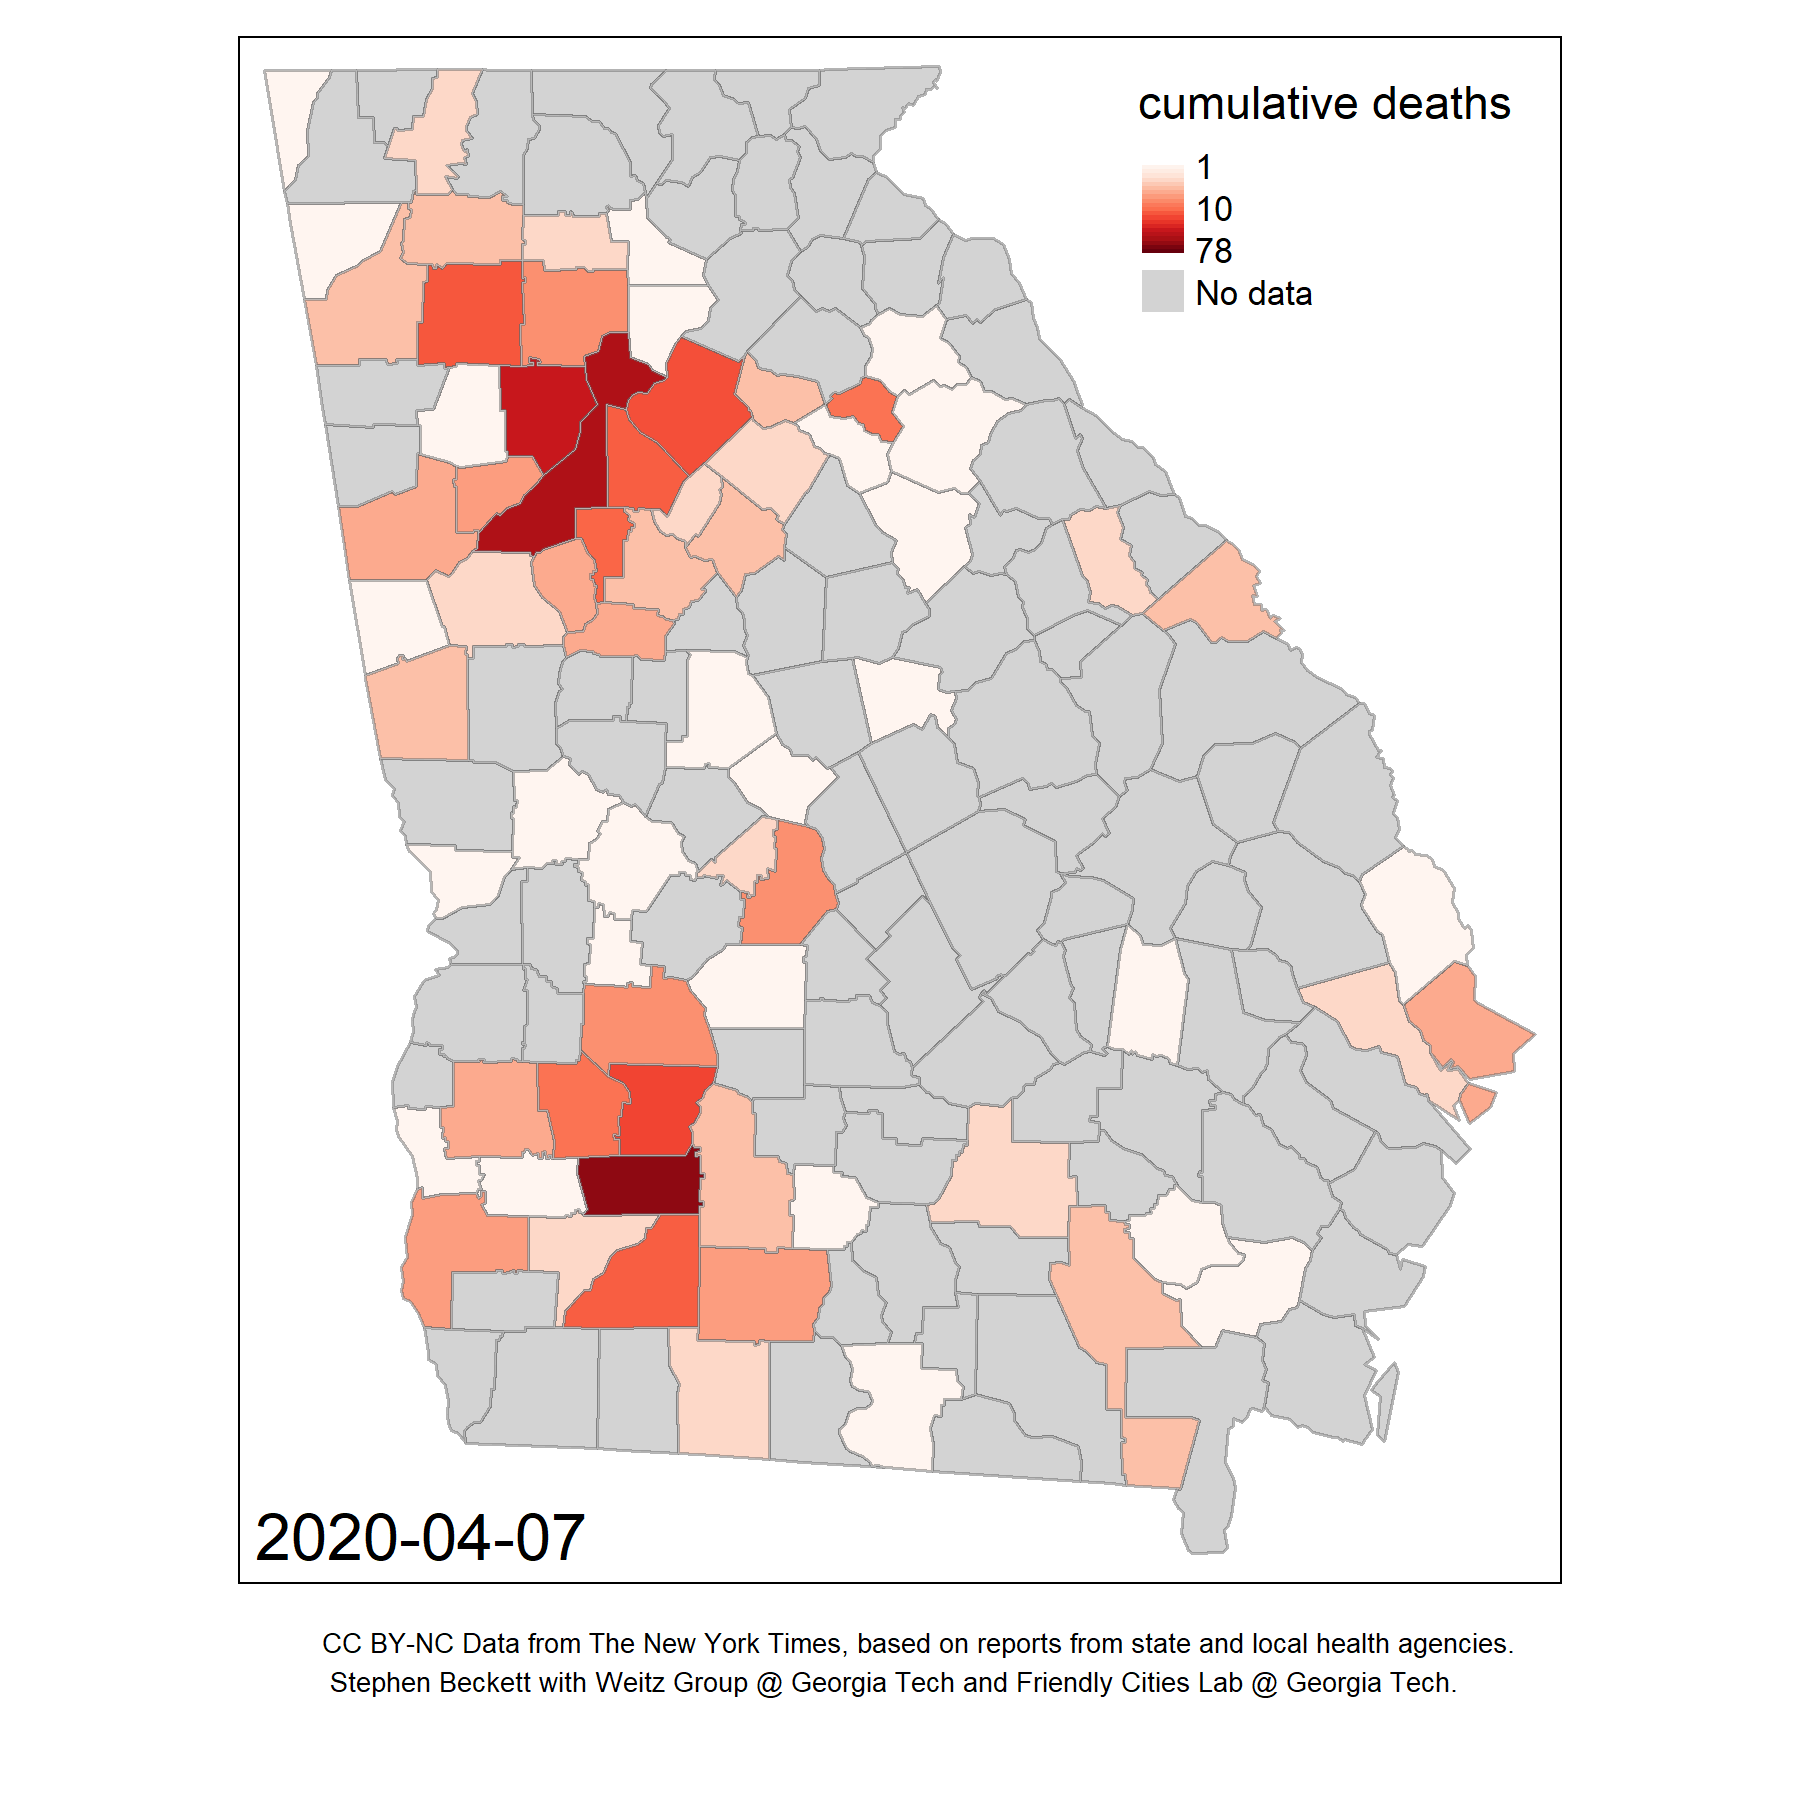 cumulative deaths
1
10
78
No data
2020-04-07
CC BY-NC Data from The New York Times, based on reports from state and local health agencies.
Stephen Beckett with Weitz Group @ Georgia Tech and Friendly Cities Lab @ Georgia Tech.